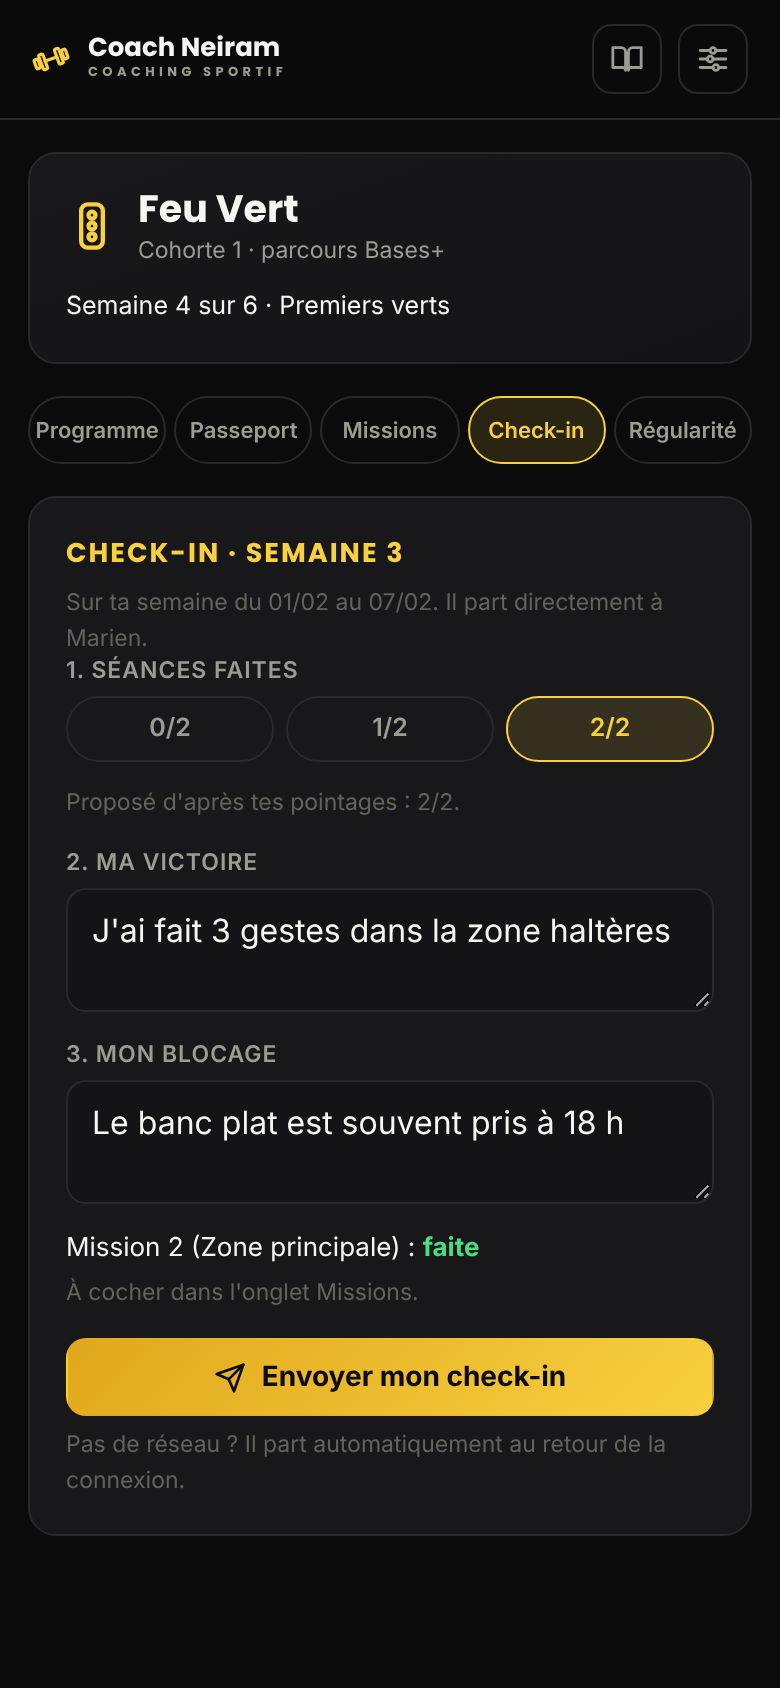 Coach Neiram
COACHING SPORTIF
Feu Vert
Cohorte 1 · parcours Bases+
Semaine 4 sur 6 · Premiers verts
Programme
Passeport
Missions
Check-in
Régularité
CHECK-IN · SEMAINE 3
Sur ta semaine du 01/02 au 07/02. Il part directement à
Marien.
1. SÉANCES FAITES
0/2
1/2
2/2
Proposé d'après tes pointages : 2/2.
2. MA VICTOIRE
J'ai fait 3 gestes dans la zone haltères
3. MON BLOCAGE
Le banc plat est souvent pris à 18 h
Mission 2 (Zone principale) : faite
À cocher dans l'onglet Missions.
Envoyer mon check-in
Pas de réseau ? Il part automatiquement au retour de la
connexion.